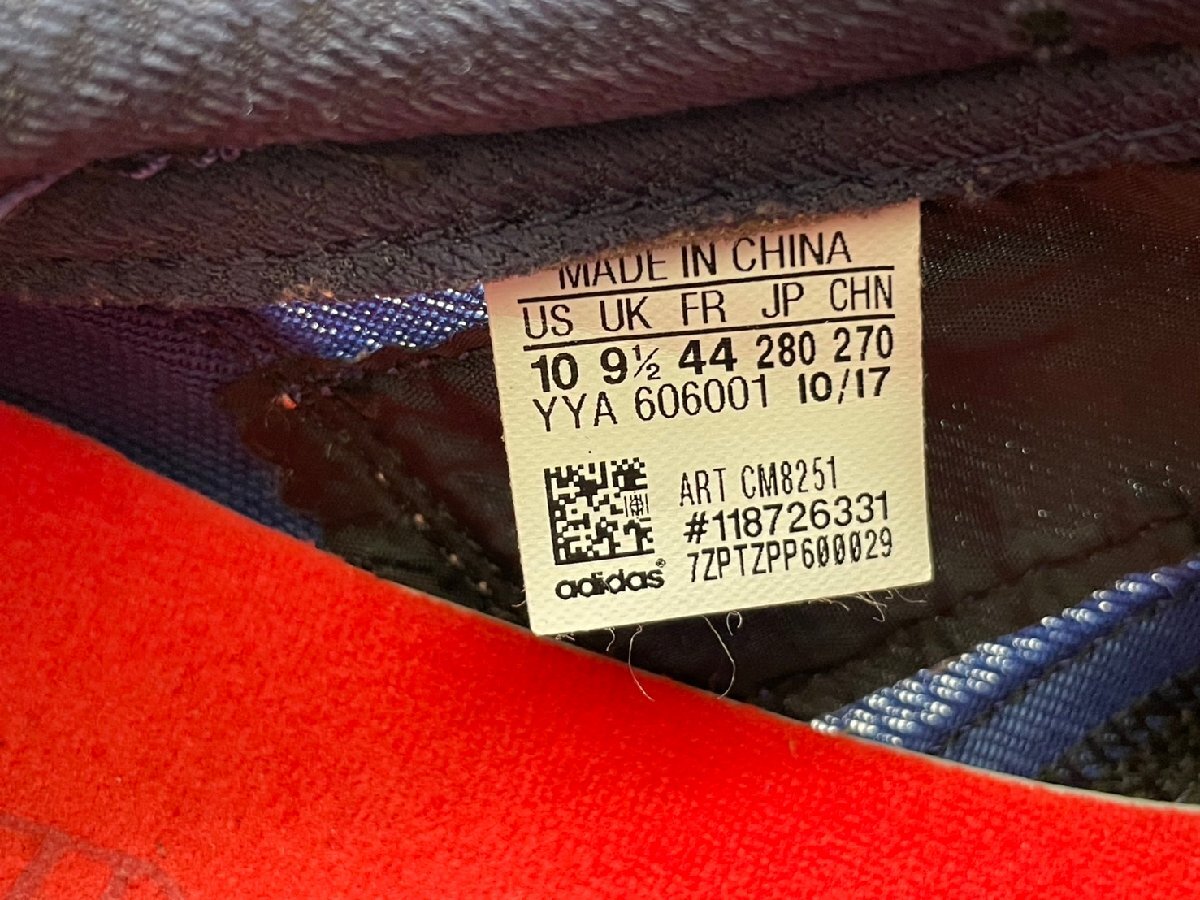 MADE IN CHINA
US UK FR JP CHN
10 9½ 44 280 270
YYA 606001 10/17
ART CM8251
#118726331
7ZPTZPP600029
adidas®